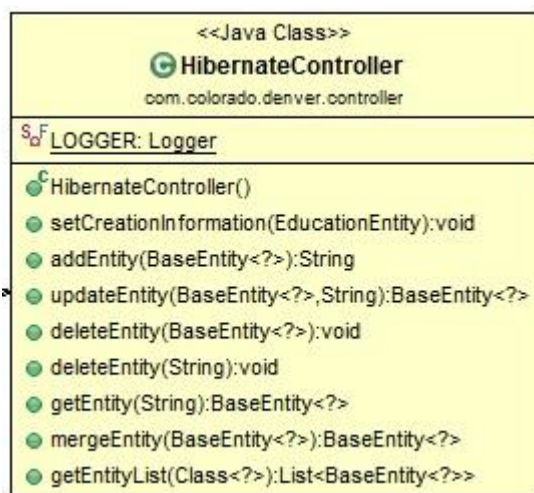 <<Java Class>>
HibernateController
com.colorado.denver.controller
LOGGER: Logger
HibernateController()
setCreationInformation(EducationEntity):void
addEntity(BaseEntity<?>):String
updateEntity(BaseEntity<?>,String):BaseEntity<?>
deleteEntity(BaseEntity<?>):void
deleteEntity(String):void
getEntity(String):BaseEntity<?>
mergeEntity(BaseEntity<?>):BaseEntity<?>
getEntityList(Class<?>):List<BaseEntity<?>>